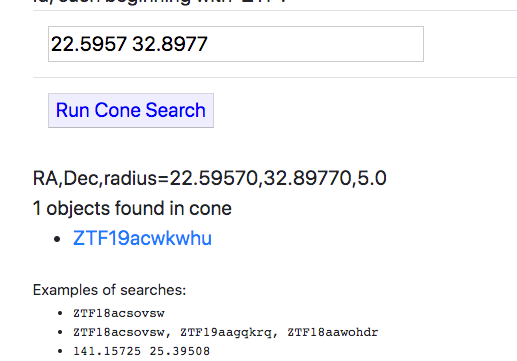 22.5957 32.8977
Run Cone Search
RA,Dec,radius=22.59570,32.89770,5.0
1 objects found in cone
• ZTF19acwkwhu
Examples of searches:
• ZTF18acsovsw
• ZTF18acsovsw, ZTF19aagqkrq, ZTF18aawohdr
• 141.15725 25.39508